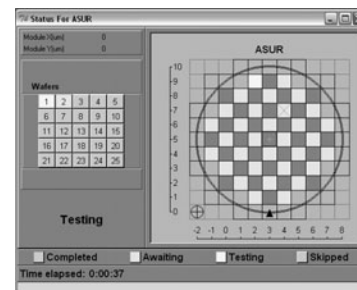 Status For ASUR
Module X(um) 0
Module Y(um) 0
ASUR
Wafers
1 2 3 4 5
6 7 8 9 10
11 12 13 14 15
16 17 18 19 20
21 22 23 24 25
10
9
8
7
6
5
4
3
2
1
0
-2 -1 0 1 2 3 4 5 6 7 8
Testing
Completed Awaiting Testing Skipped
Time elapsed: 0:00:37